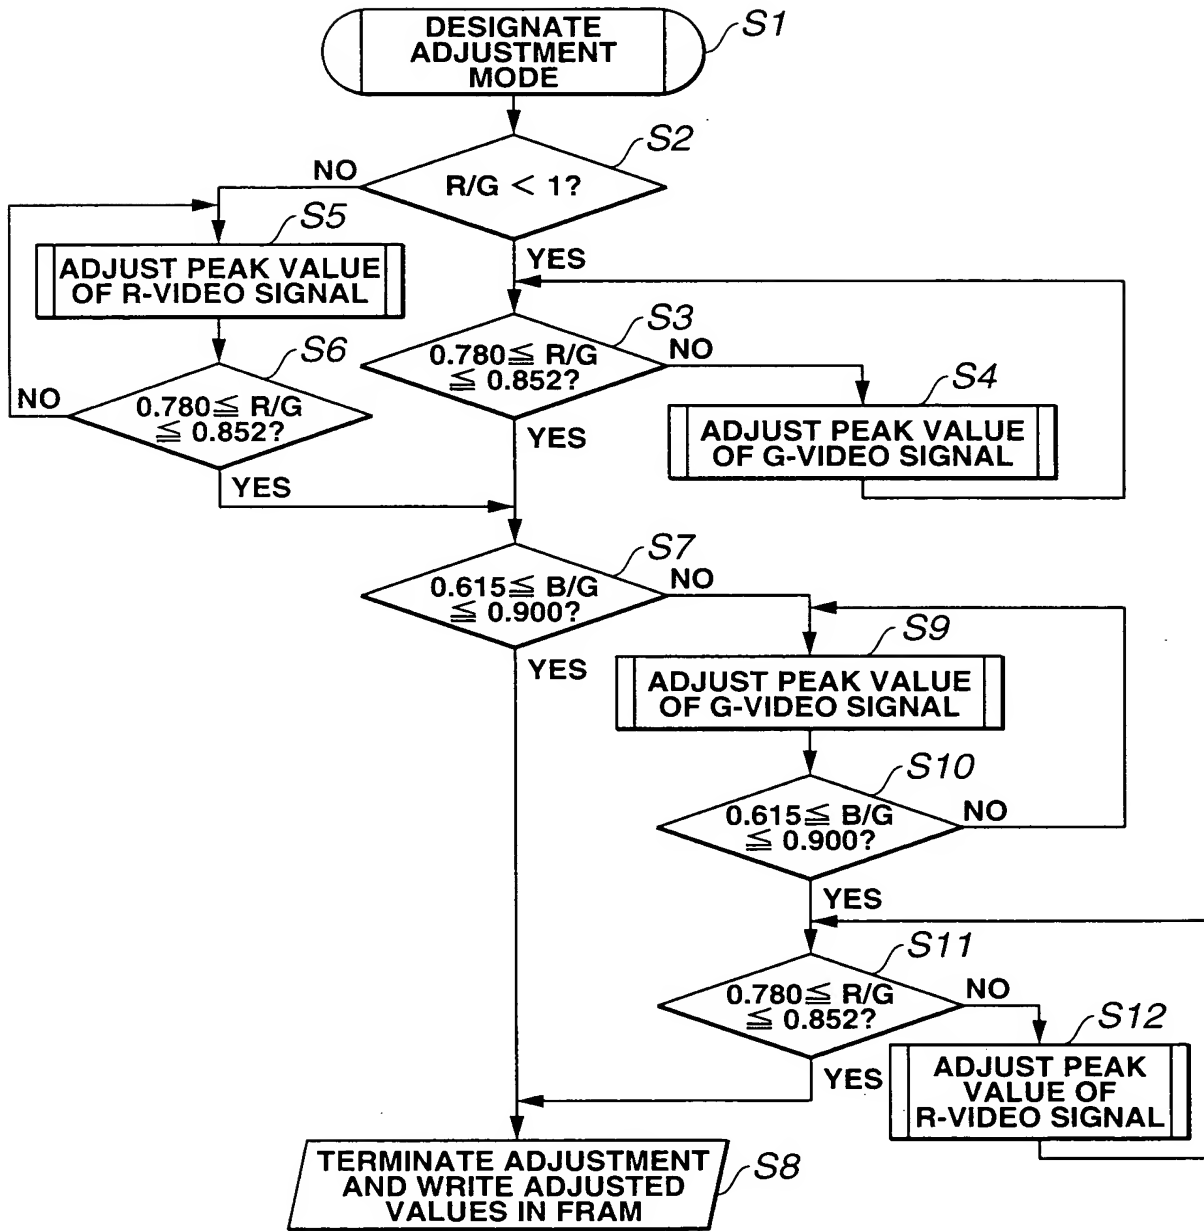 DESIGNATE
ADJUSTMENT
MODE
S1
S2
NO
R/G < 1?
YES
S5
ADJUST PEAK VALUE
OF R-VIDEO SIGNAL
S3
0.780≦ R/G
≦ 0.852?
NO
YES
S6
NO
0.780≦ R/G
≦ 0.852?
YES
S4
ADJUST PEAK VALUE
OF G-VIDEO SIGNAL
S7
0.615≦ B/G
≦ 0.900?
NO
YES
S9
ADJUST PEAK VALUE
OF G-VIDEO SIGNAL
S10
0.615≦ B/G
≦ 0.900?
NO
YES
S11
0.780≦ R/G
≦ 0.852?
NO
YES
S12
ADJUST PEAK
VALUE OF
R-VIDEO SIGNAL
TERMINATE ADJUSTMENT
AND WRITE ADJUSTED
VALUES IN FRAM
S8